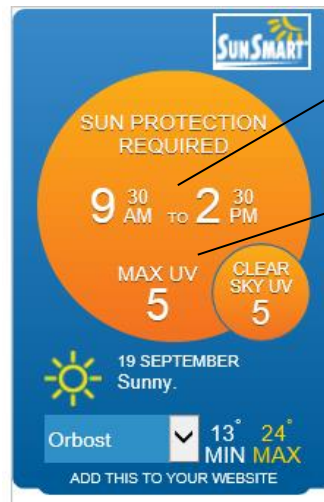 SUNSMART
SUN PROTECTION
REQUIRED
9 30 AM TO 2 30 PM
MAX UV
5
CLEAR
SKY UV
5
19 SEPTEMBER
Sunny.
Orbost
13° 24°
MIN MAX
ADD THIS TO YOUR WEBSITE